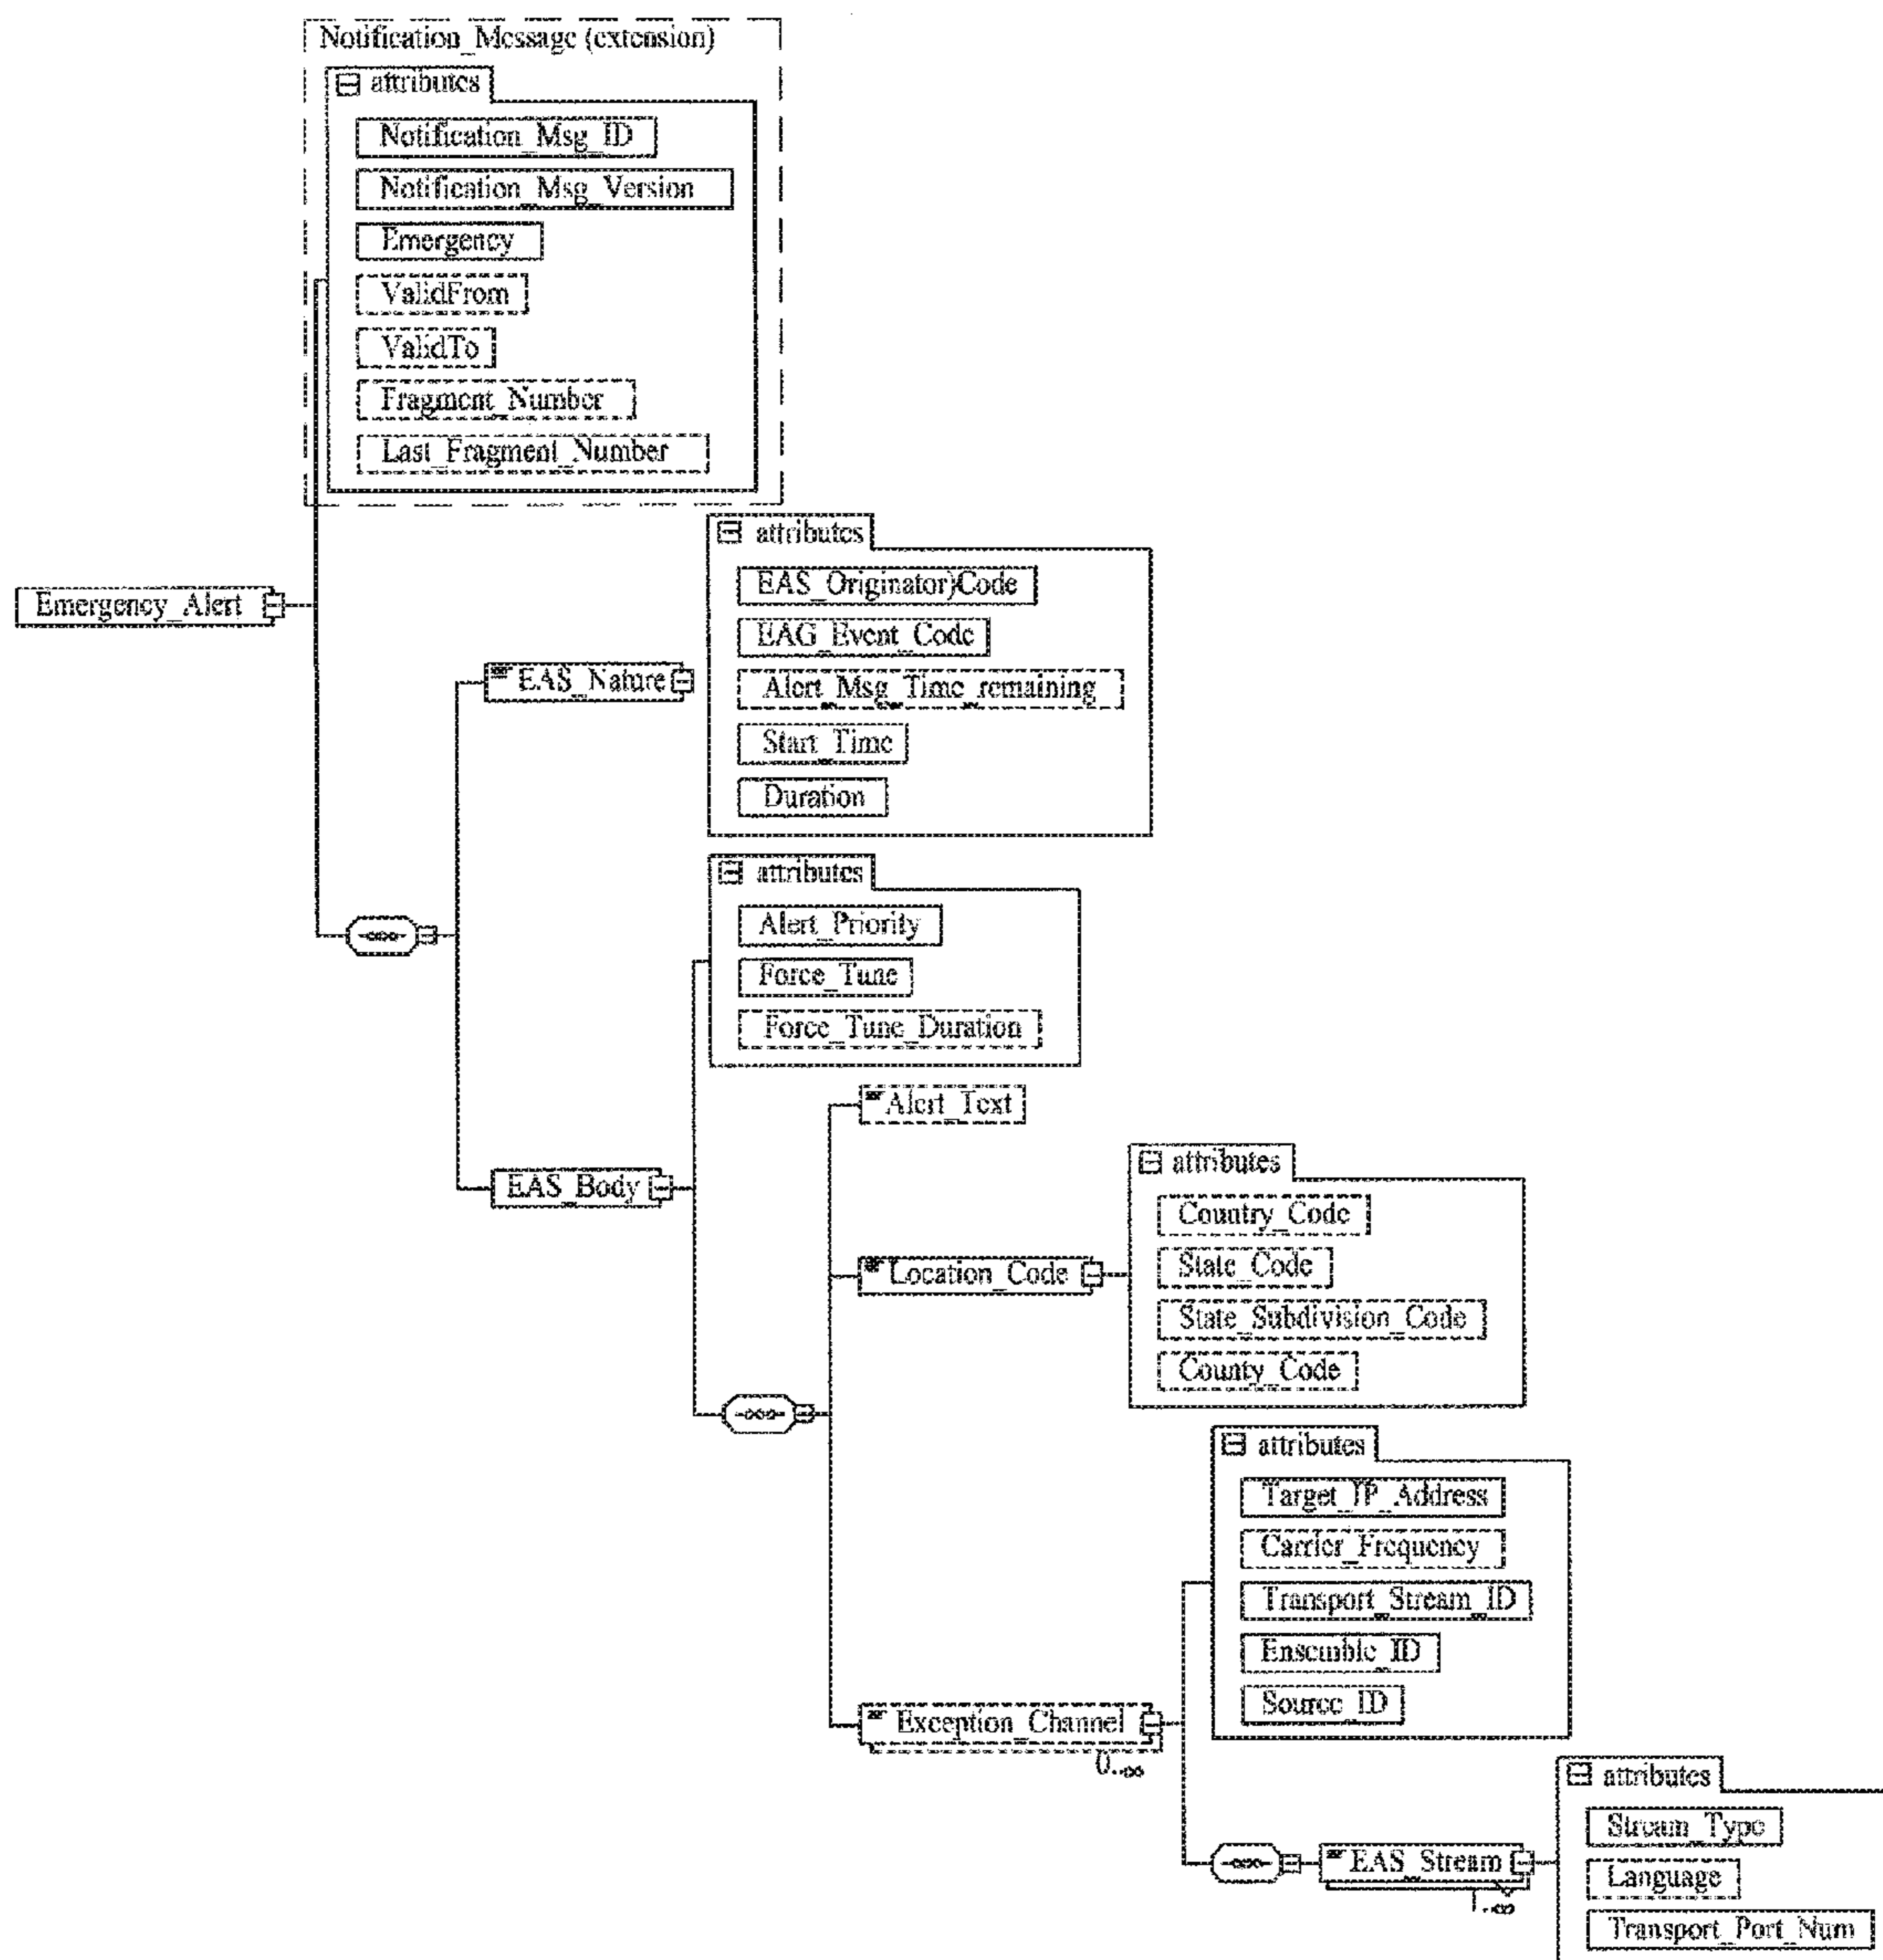 Notification_Message (extension)
attributes
Notification_Msg_ID
Notification_Msg_Version
Emergency
ValidFrom
ValidTo
Fragment_Number
Last_Fragment_Number
Emergency_Alert
EAS_Nature
attributes
EAS_Originator)Code
EAG_Event_Code
Alert_Msg_Time_remaining
Start_Time
Duration
EAS_Body
attributes
Alert_Priority
Force_Tune
Force_Tune_Duration
Alert_Text
Location_Code
attributes
Country_Code
State_Code
State_Subdivision_Code
County_Code
Exception_Channel
0..∞
attributes
Target_IP_Address
Carrier_Frequency
Transport_Stream_ID
Ensemble_ID
Source_ID
EAS_Stream
1..∞
attributes
Stream_Type
Language
Transport_Port_Num